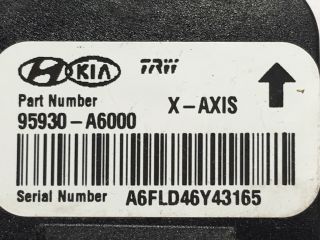 KIA TRW
Part Number X-AXIS
95930-A6000
Serial Number A6FLD46Y43165